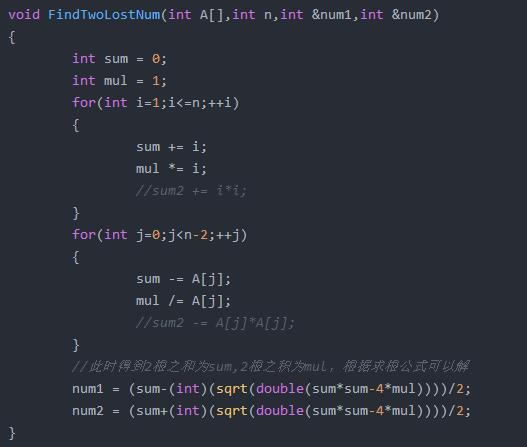 void FindTwoLostNum(int A[],int n,int &num1,int &num2)
{
int sum = 0;
int mul = 1;
for(int i=1;i<=n;++i)
{
sum += i;
mul *= i;
//sum2 += i*i;
}
for(int j=0;j<n-2;++j)
{
sum -= A[j];
mul /= A[j];
//sum2 -= A[j]*A[j];
}
//此时得到2根之和为sum,2根之积为mul，根据求根公式可以解
num1 = (sum-(int)(sqrt(double(sum*sum-4*mul))))/2;
num2 = (sum+(int)(sqrt(double(sum*sum-4*mul))))/2;
}